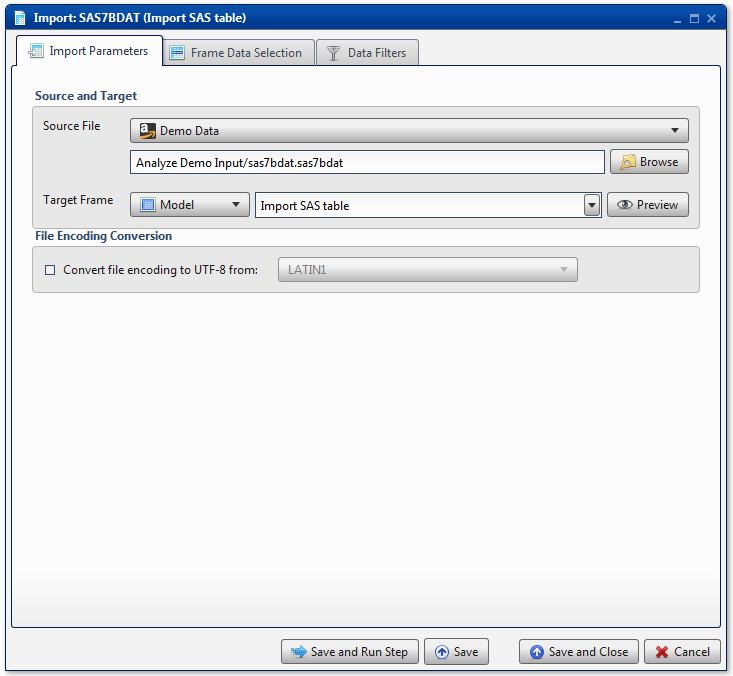 Import: SAS7BDAT (Import SAS table)
Import Parameters Frame Data Selection Data Filters
Source and Target
Source File a Demo Data
Analyze Demo Input/sas7bdat.sas7bdat Browse
Target Frame Model Import SAS table Preview
File Encoding Conversion
Convert file encoding to UTF-8 from: LATIN1
Save and Run Step Save Save and Close Cancel